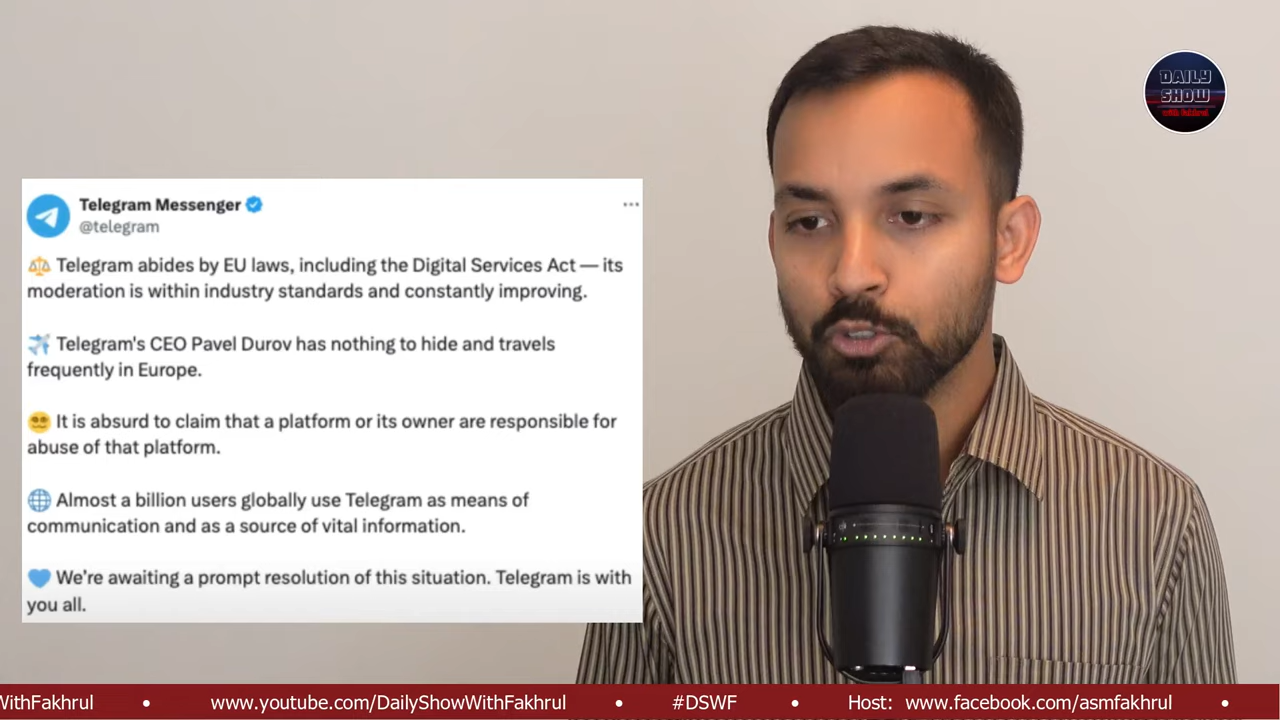 DAILY
SHOW
with Fakhrul
Telegram Messenger
@telegram
Telegram abides by EU laws, including the Digital Services Act — its
moderation is within industry standards and constantly improving.
Telegram's CEO Pavel Durov has nothing to hide and travels
frequently in Europe.
It is absurd to claim that a platform or its owner are responsible for
abuse of that platform.
Almost a billion users globally use Telegram as means of
communication and as a source of vital information.
We're awaiting a prompt resolution of this situation. Telegram is with
you all.
WithFakhrul • www.youtube.com/DailyShowWithFakhrul • #DSWF • Host: www.facebook.com/asmfakhrul •